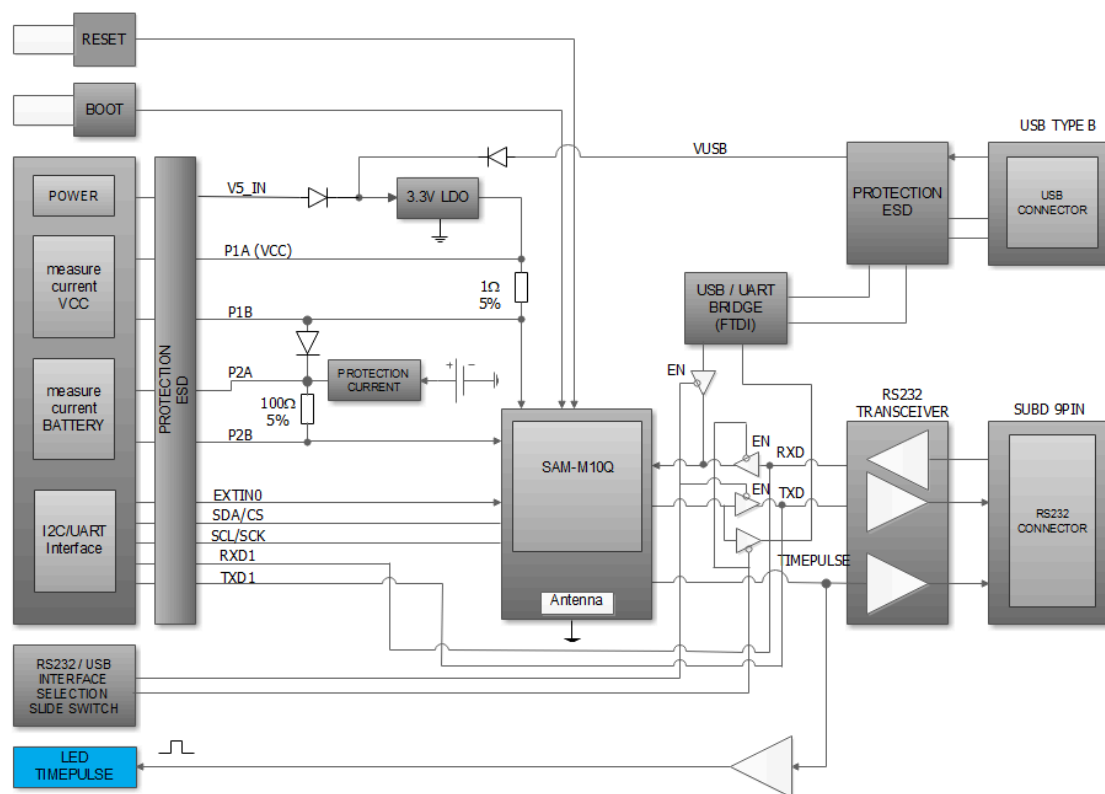 RESET
BOOT
USB TYPE B
VUSB
POWER
V5_IN
3.3V LDO
PROTECTION
ESD
USB
CONNECTOR
P1A (VCC)
measure
current
VCC
1Ω
5%
USB / UART
BRIDGE
(FTDI)
P1B
PROTECTION
ESD
P2A
PROTECTION
CURRENT
+
-
EN
measure
current
BATTERY
100Ω
5%
P2B
RS232
TRANSCEIVER
SUBD 9PIN
SAM-M10Q
EN
RXD
EN
TXD
I2C/UART
Interface
EXTIN0
SDA/CS
SCL/SCK
RXD1
TXD1
RS232
CONNECTOR
TIMEPULSE
Antenna
RS232 / USB
INTERFACE
SELECTION
SLIDE SWITCH
LED
TIMEPULSE